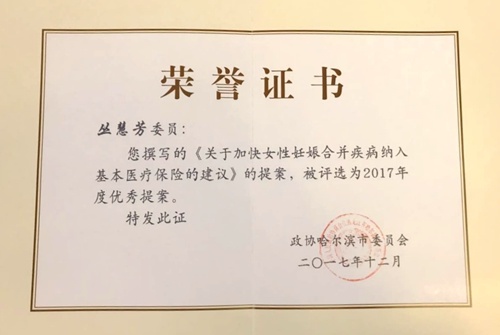 荣誉证书
丛慧芳委员：
您撰写的《关于加快女性妊娠合并疾病纳入
基本医疗保险的建议》的提案，被评选为2017年
度优秀提案。
特发此证
政协哈尔滨市委员会
二〇一七年十二月